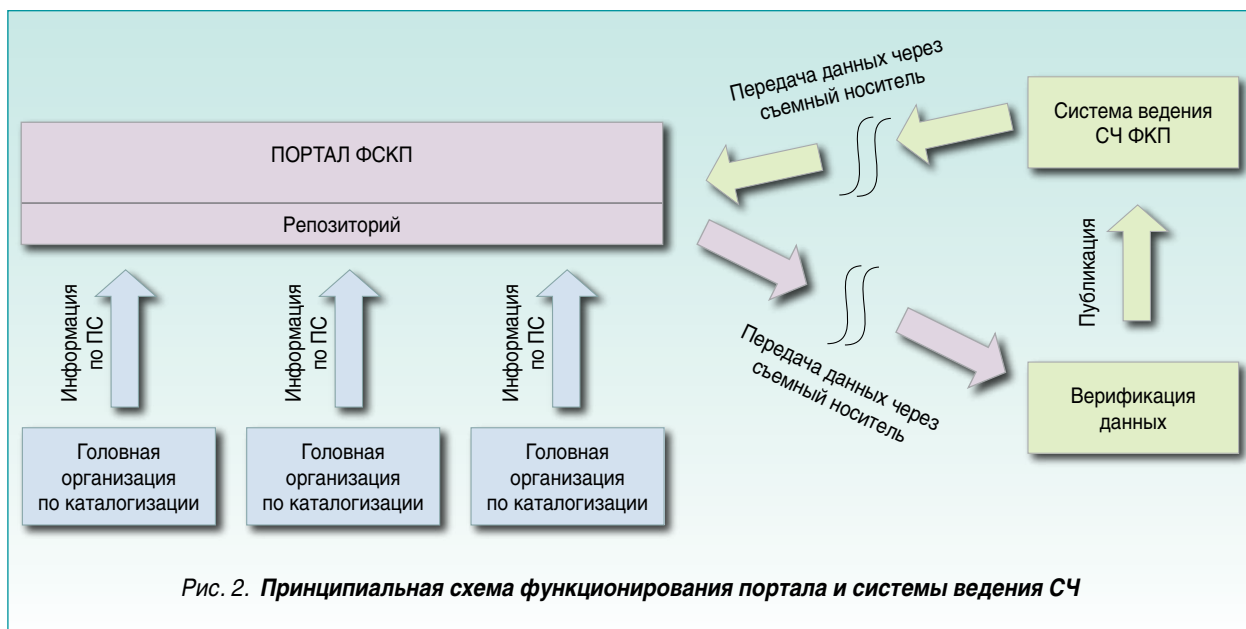 Передача данных через
съемный носитель
Система ведения
СЧ ФКП
ПОРТАЛ ФСКП
Репозиторий
Публикация
Информация
по ПС
Информация
по ПС
Информация
по ПС
Передача данных через
съемный носитель
Верификация
данных
Головная
организация
по каталогизации
Головная
организация
по каталогизации
Головная
организация
по каталогизации
Рис. 2. Принципиальная схема функционирования портала и системы ведения СЧ